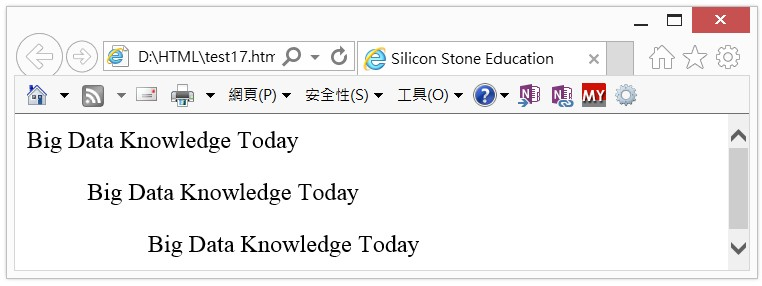 D:\HTML\test17.htm
Silicon Stone Education
網頁(P) 安全性(S) 工具(O)
MY
Big Data Knowledge Today
Big Data Knowledge Today
Big Data Knowledge Today